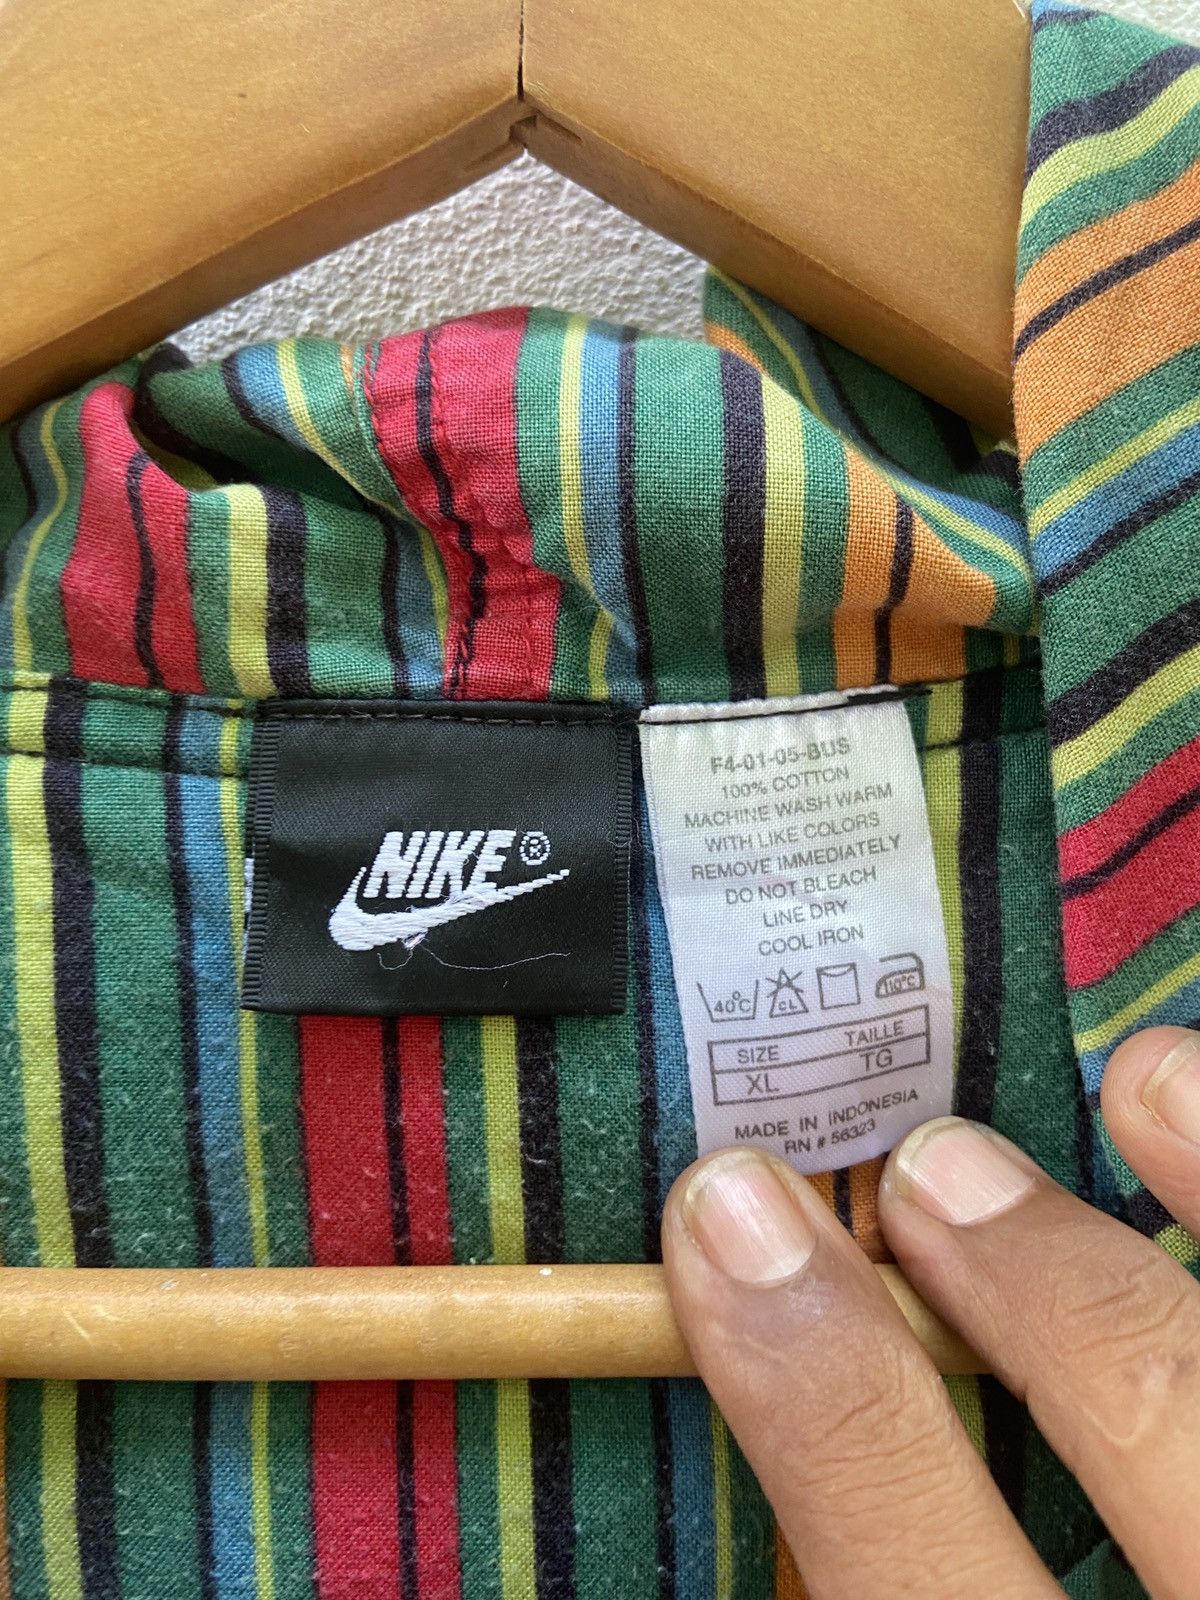 NIKE®
F4-01-05-BUS
100% COTTON
MACHINE WASH WARM
WITH LIKE COLORS
REMOVE IMMEDIATELY
DO NOT BLEACH
LINE DRY
COOL IRON
40°C CL 110°C
SIZE TAILLE
XL TG
MADE IN INDONESIA
RN # 56323